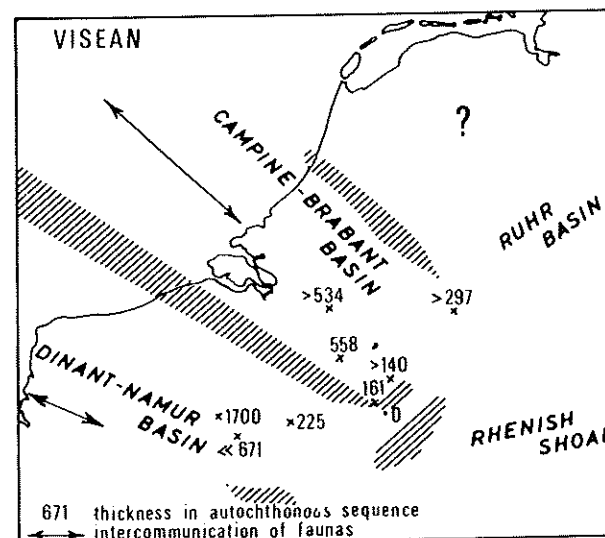 VISEAN
?
CAMPINE-BRABANT
BASIN
RUHR
BASIN
>534
>297
558
>140
161
0
DINANT-NAMUR
BASIN
1700
225
≪671
RHENISH
SHOAL
671 thickness in autochthonous sequence
intercommunication of faunas